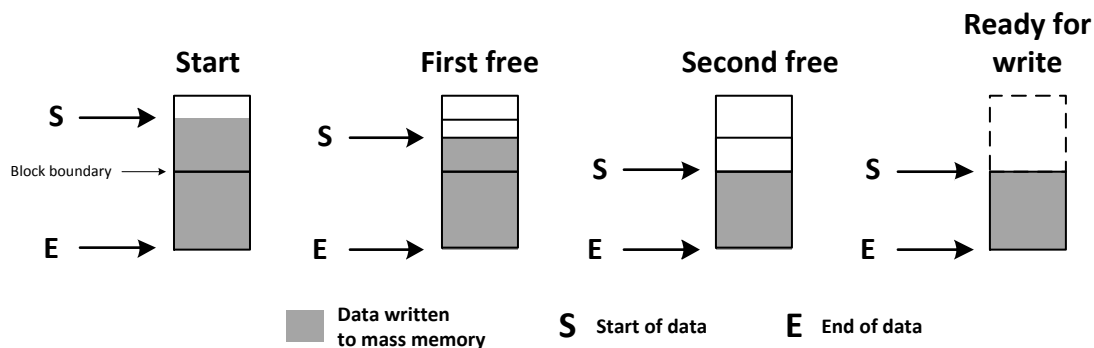 Start
First free
Second free
Ready for
write
S
S
S
S
Block boundary
E
E
E
E
Data written
to mass memory
S Start of data
E End of data